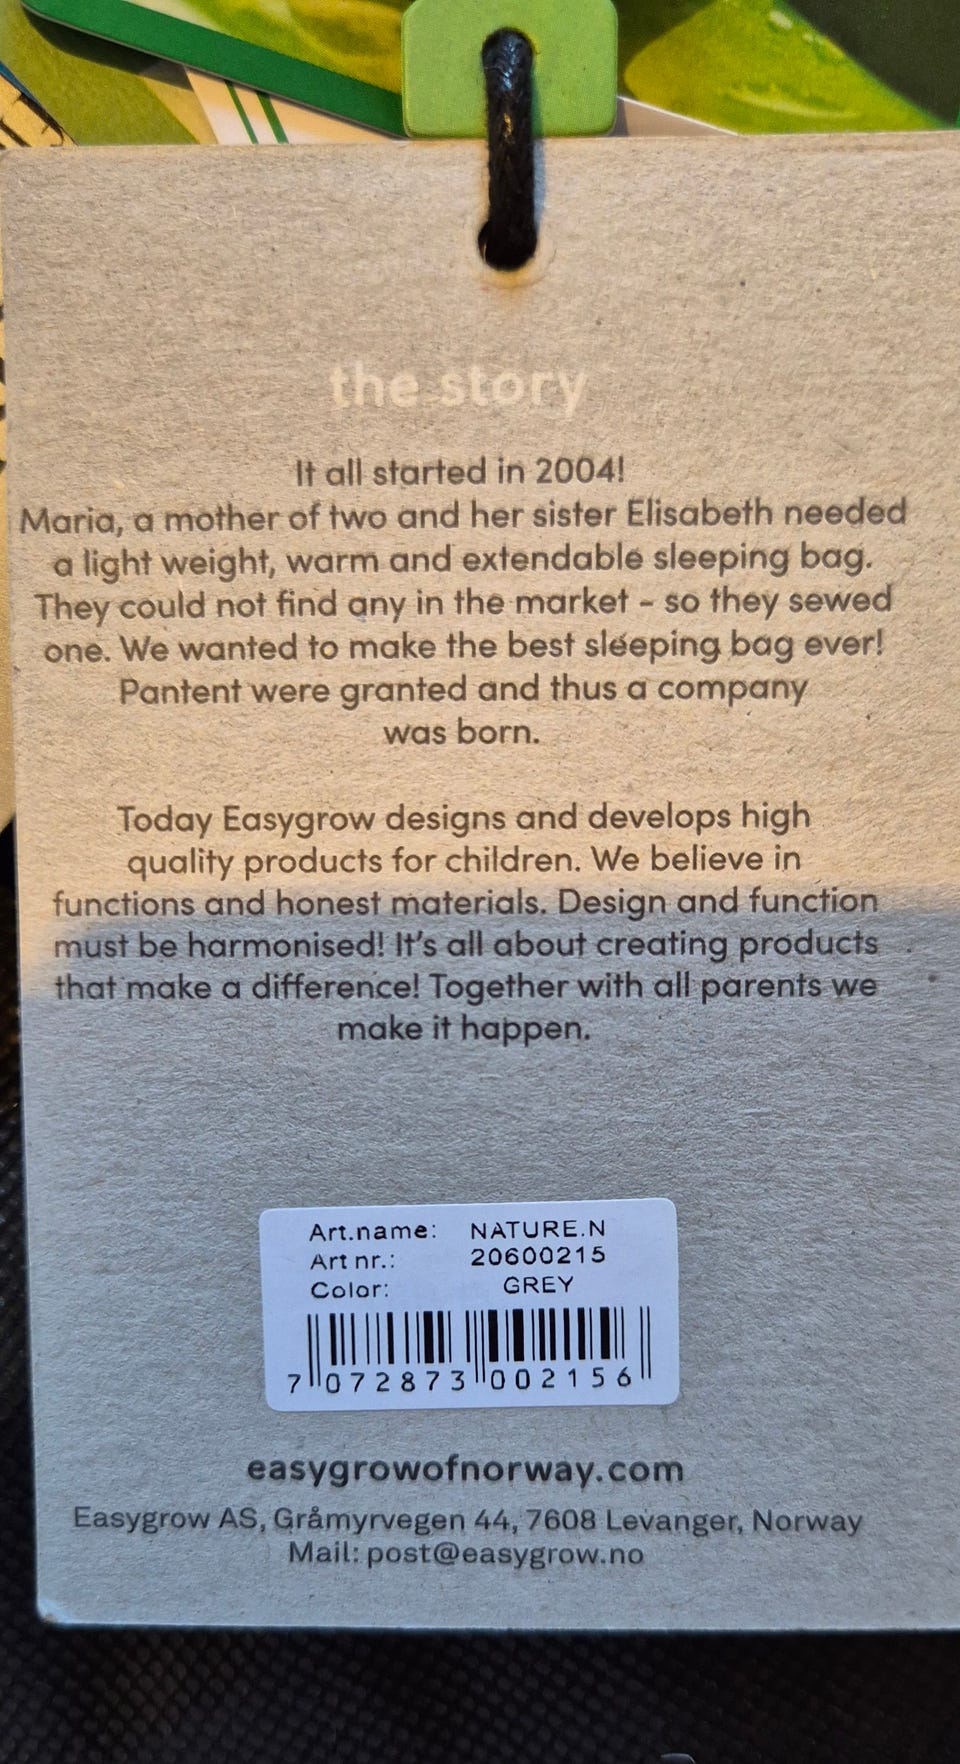 the story
It all started in 2004!
Maria, a mother of two and her sister Elisabeth needed
a light weight, warm and extendable sleeping bag.
They could not find any in the market - so they sewed
one. We wanted to make the best sleeping bag ever!
Pantent were granted and thus a company
was born.
Today Easygrow designs and develops high
quality products for children. We believe in
functions and honest materials. Design and function
must be harmonised! It's all about creating products
that make a difference! Together with all parents we
make it happen.
Art.name: NATURE.N
Art nr.: 20600215
Color: GREY
7 072873 002156
easygrowofnorway.com
Easygrow AS, Gråmyrvegen 44, 7608 Levanger, Norway
Mail: post@easygrow.no